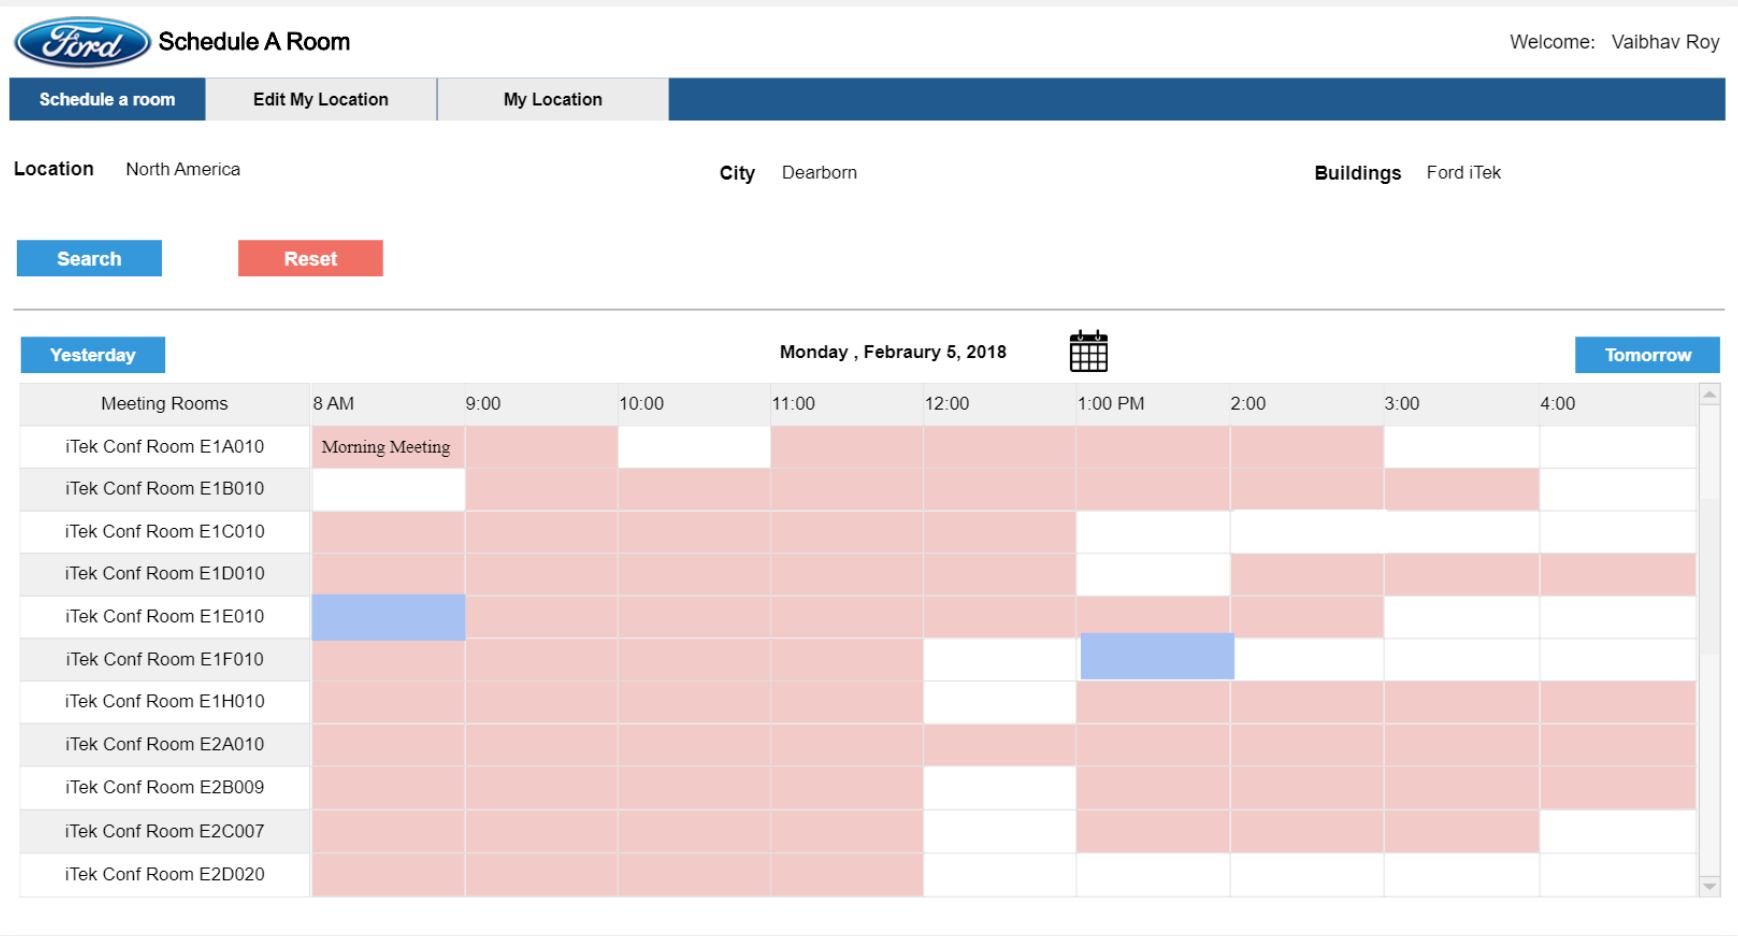 Ford Schedule A Room
Welcome: Vaibhav Roy
Schedule a room Edit My Location My Location
Location North America City Dearborn Buildings Ford iTek
Search Reset
Yesterday Monday , Febraury 5, 2018 Tomorrow
Meeting Rooms 8 AM 9:00 10:00 11:00 12:00 1:00 PM 2:00 3:00 4:00
iTek Conf Room E1A010 Morning Meeting
iTek Conf Room E1B010
iTek Conf Room E1C010
iTek Conf Room E1D010
iTek Conf Room E1E010
iTek Conf Room E1F010
iTek Conf Room E1H010
iTek Conf Room E2A010
iTek Conf Room E2B009
iTek Conf Room E2C007
iTek Conf Room E2D020